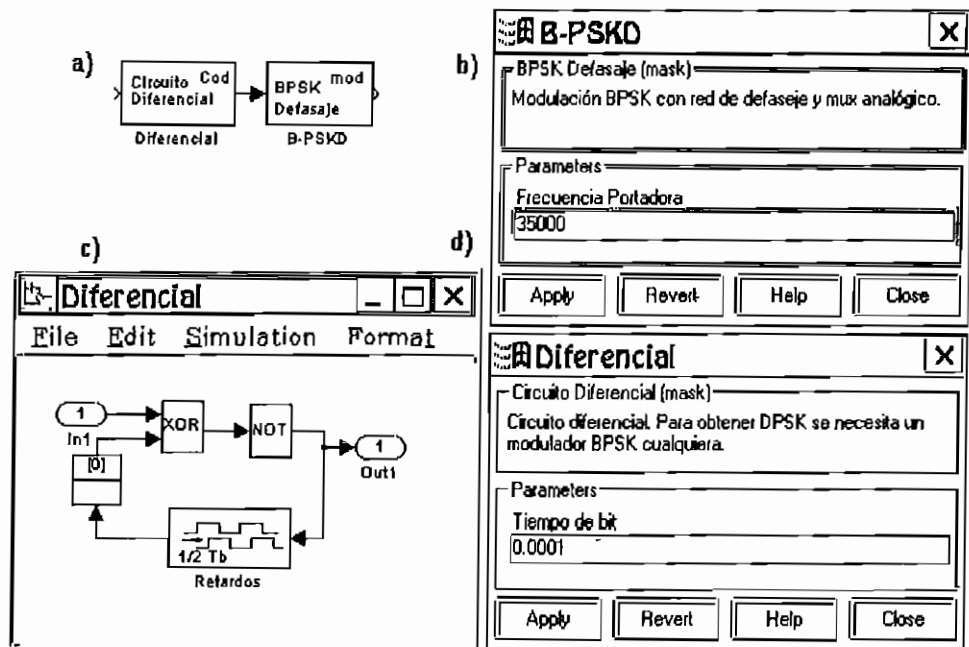 a)
Circuito Cod
Diferencial
Diferencial
BPSK mod
Defasaje
B-PSKD
b)
B-PSKD
BPSK Defasaje (mask)
Modulación BPSK con red de defaseje y mux analógico.
Parameters
Frecuencia Portadora
35000
Apply
Revert
Help
Close
c)
Diferencial
File Edit Simulation Format
1
In1
XOR
NOT
1
Out1
[0]
1/2 Tb
Retardos
d)
Diferencial
Circuito Diferencial (mask)
Circuito diferencial. Para obtener DPSK se necesita un
modulador BPSK cualquiera.
Parameters
Tiempo de bit
0.0001
Apply
Revert
Help
Close